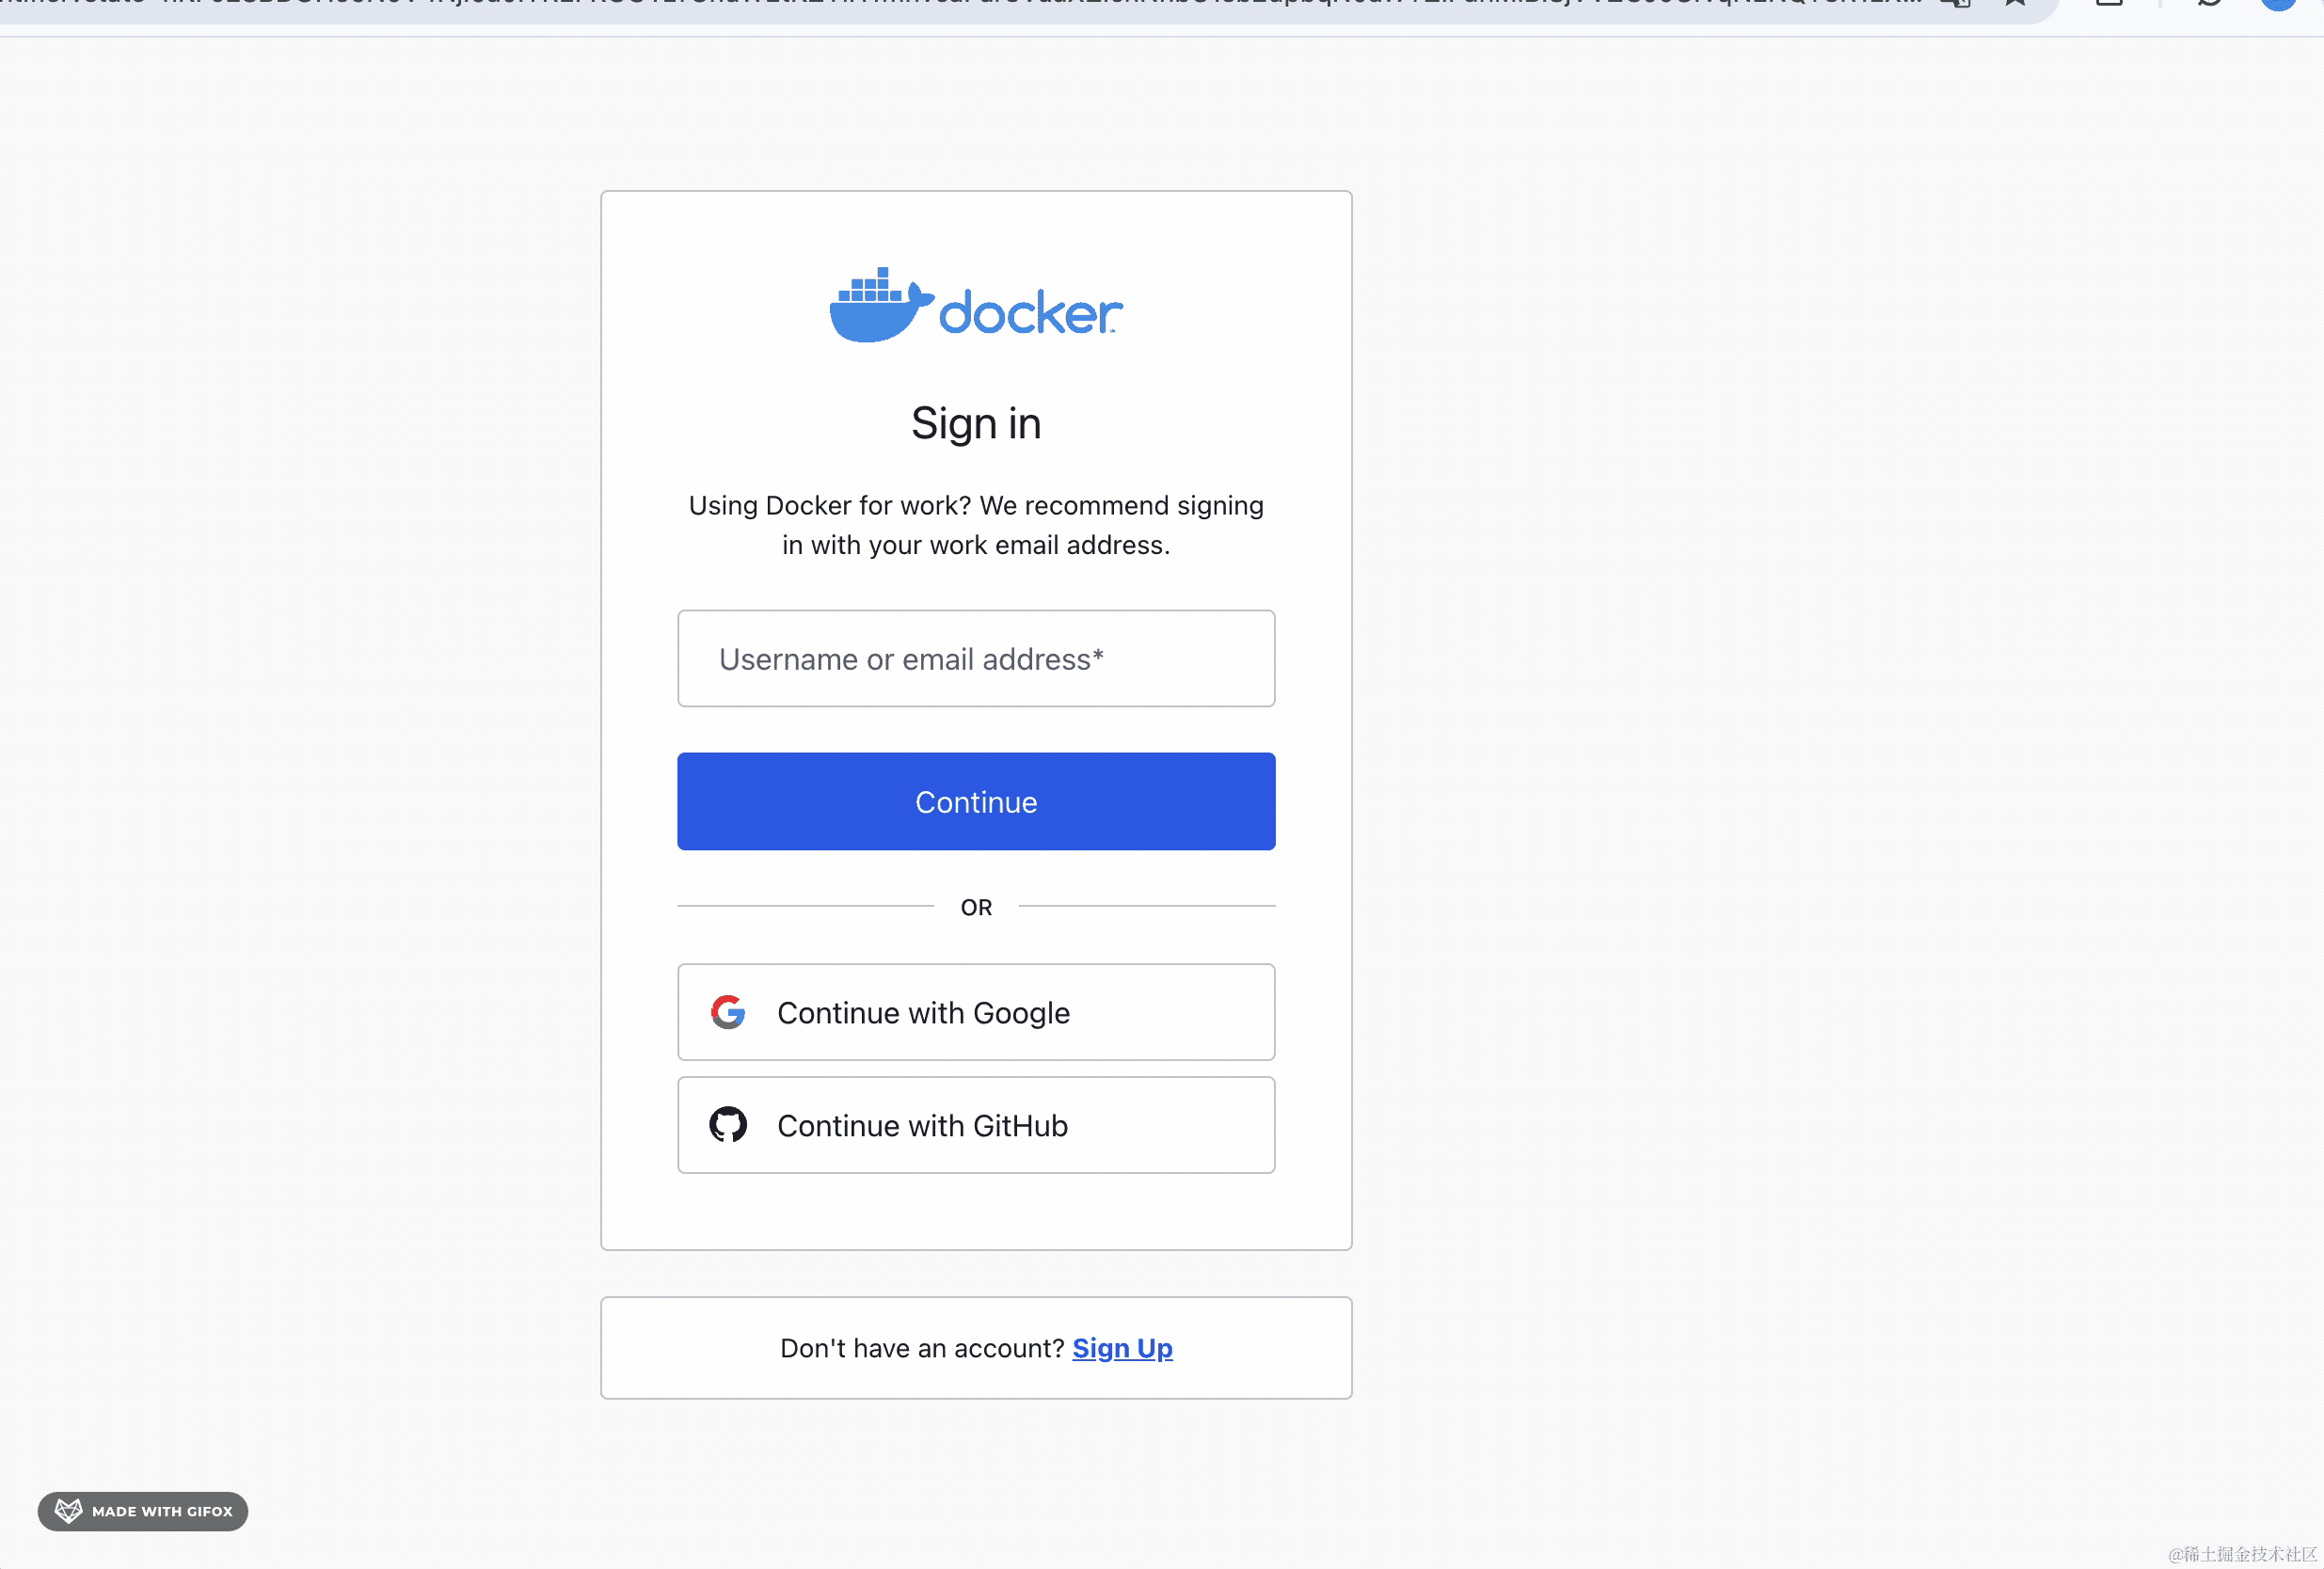 docker
Sign in
Using Docker for work? We recommend signing
in with your work email address.
Username or email address*
Continue
OR
Continue with Google
Continue with GitHub
Don't have an account? Sign Up
MADE WITH GIFOX
@稀土掘金技术社区